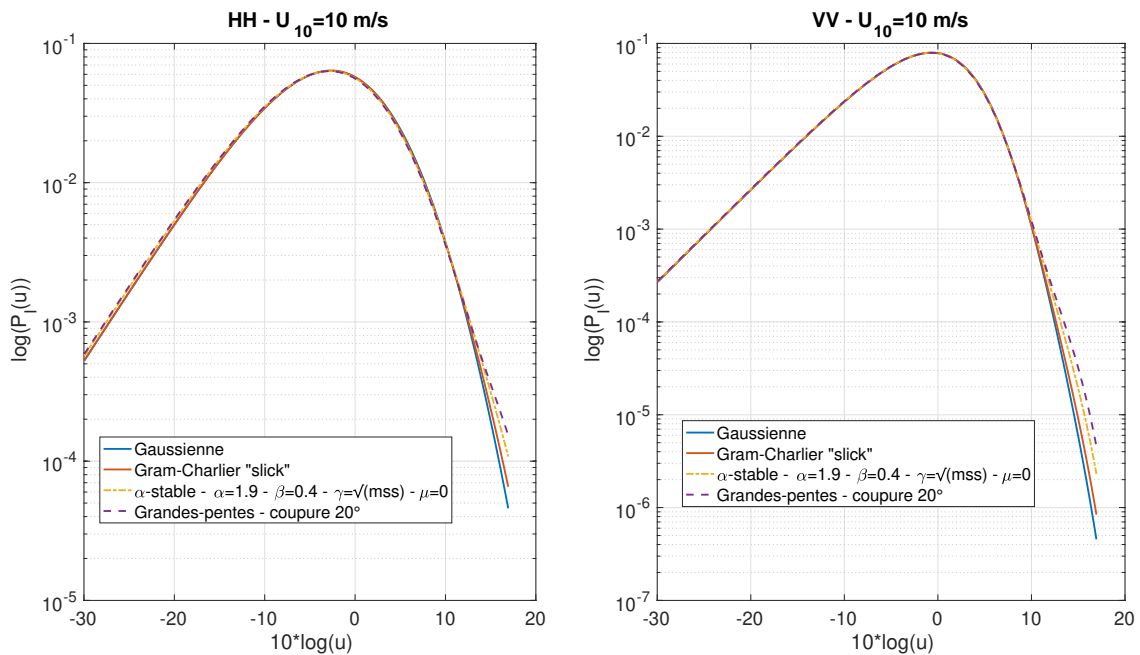 HH - U10=10 m/s
10^-1
10^-2
10^-3
10^-4
10^-5
log(P_I(u))
Gaussienne
Gram-Charlier "slick"
α-stable - α=1.9 - β=0.4 - γ=√(mss) - μ=0
Grandes-pentes - coupure 20°
-30 -20 -10 0 10 20
10*log(u)
VV - U10=10 m/s
10^-1
10^-2
10^-3
10^-4
10^-5
10^-6
10^-7
log(P_I(u))
Gaussienne
Gram-Charlier "slick"
α-stable - α=1.9 - β=0.4 - γ=√(mss) - μ=0
Grandes-pentes - coupure 20°
-30 -20 -10 0 10 20
10*log(u)